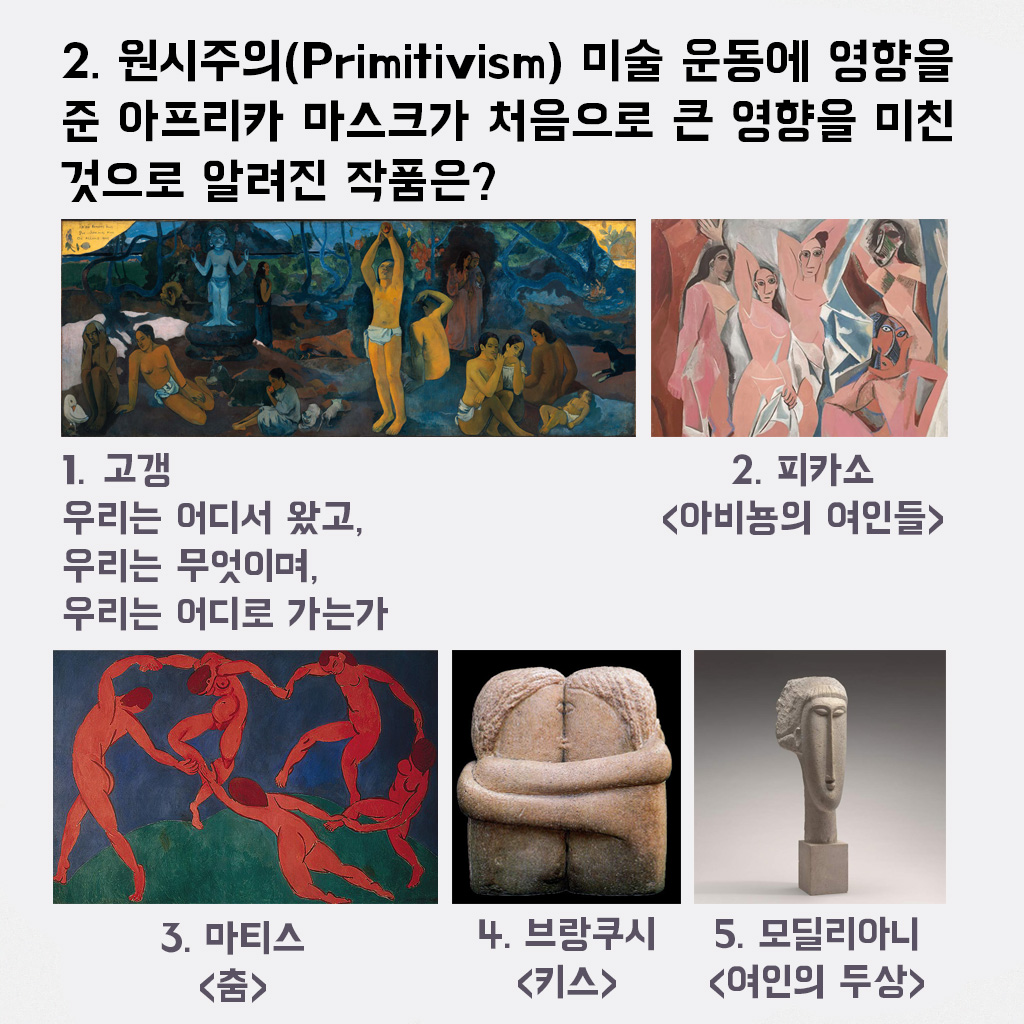 2. 원시주의(Primitivism) 미술 운동에 영향을
준 아프리카 마스크가 처음으로 큰 영향을 미친
것으로 알려진 작품은?
1. 고갱
우리는 어디서 왔고,
우리는 무엇이며,
우리는 어디로 가는가
2. 피카소
<아비뇽의 여인들>
3. 마티스
<춤>
4. 브랑쿠시
<키스>
5. 모딜리아니
<여인의 두상>